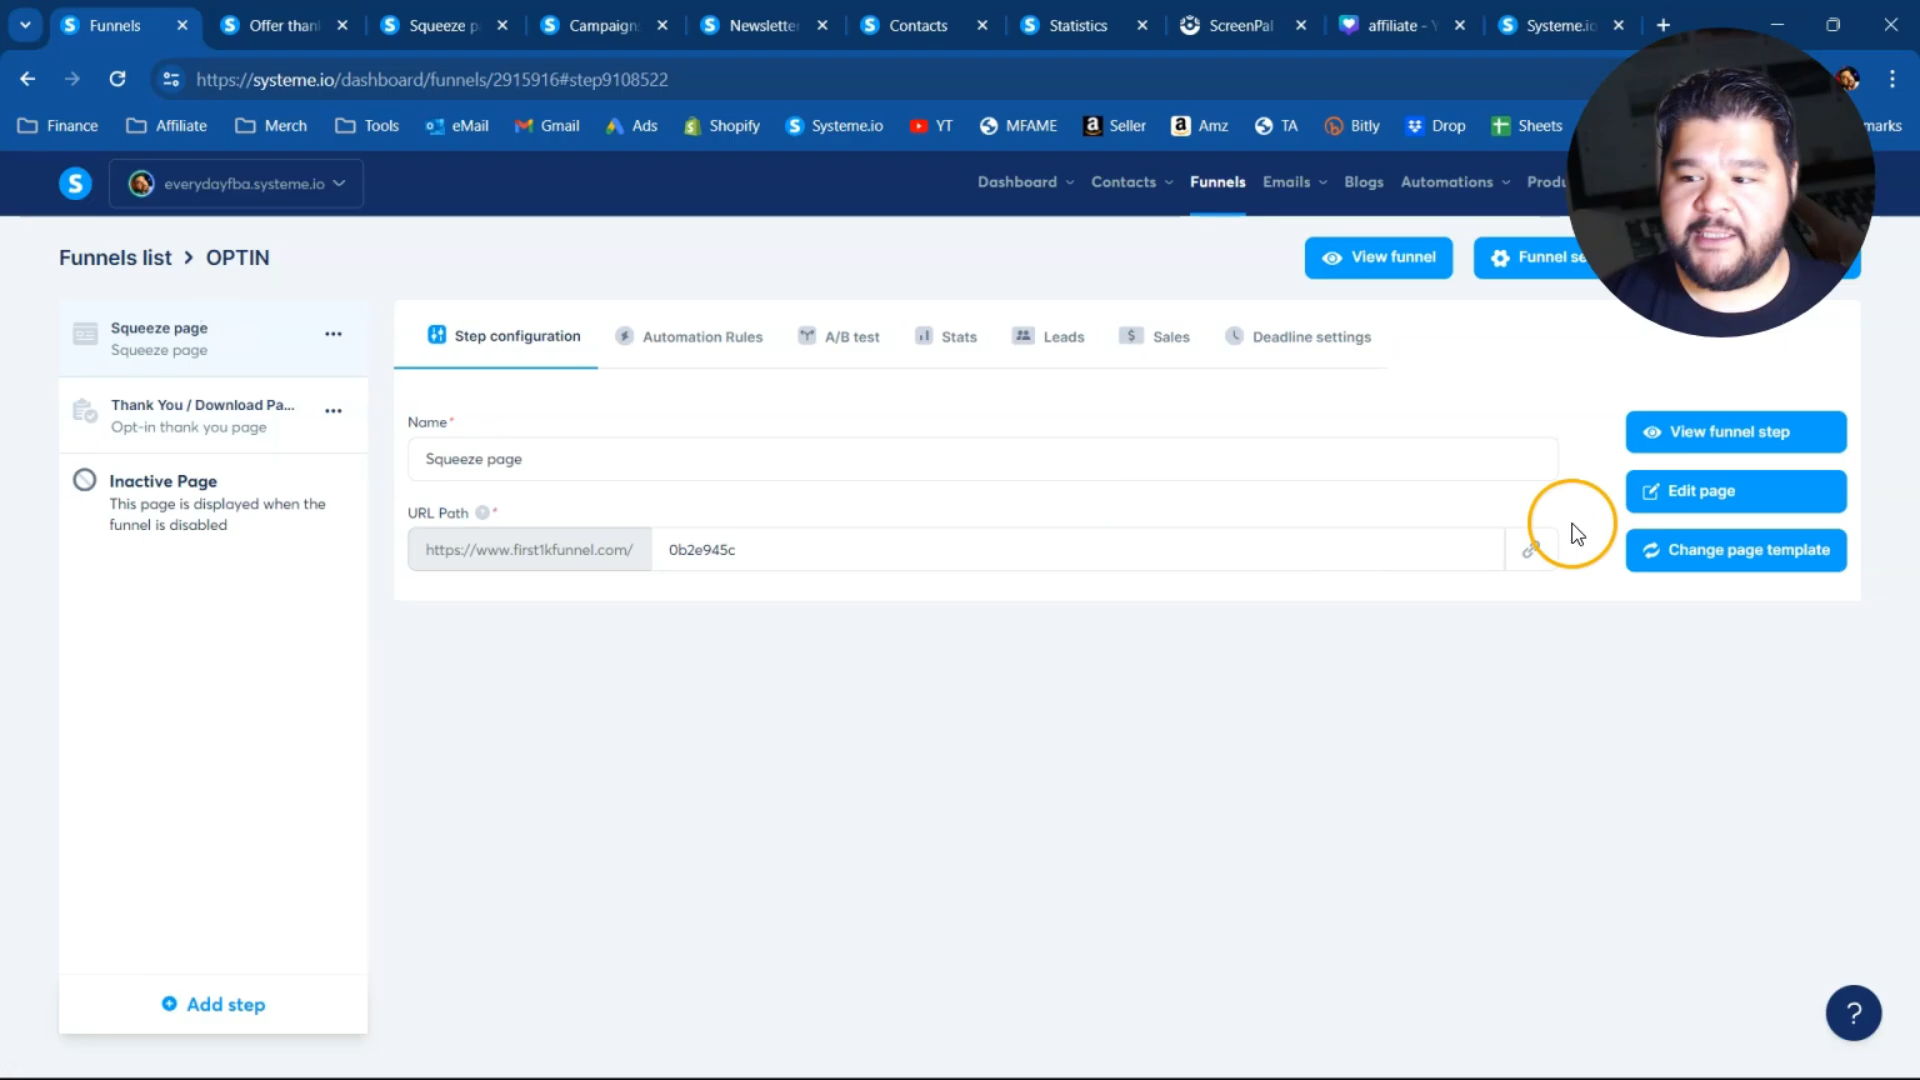 Funnels
Offer than
Squeeze p
Campaign
Newslette
Contacts
Statistics
ScreenPal
affiliate - Y
Systeme.io
https://systeme.io/dashboard/funnels/2915916#step9108522
Finance
Affiliate
Merch
Tools
eMail
Gmail
Ads
Shopify
Systeme.io
YT
MFAME
Seller
Amz
TA
Bitly
Drop
Sheets
marks
everydayfba.systeme.io
Dashboard
Contacts
Funnels
Emails
Blogs
Automations
Produ
Funnels list > OPTIN
View funnel
Funnel se
Squeeze page
Squeeze page
Thank You / Download Pa...
Opt-in thank you page
Inactive Page
This page is displayed when the
funnel is disabled
Add step
Step configuration
Automation Rules
A/B test
Stats
Leads
Sales
Deadline settings
Name*
Squeeze page
URL Path ? *
https://www.first1kfunnel.com/
0b2e945c
View funnel step
Edit page
Change page template
?